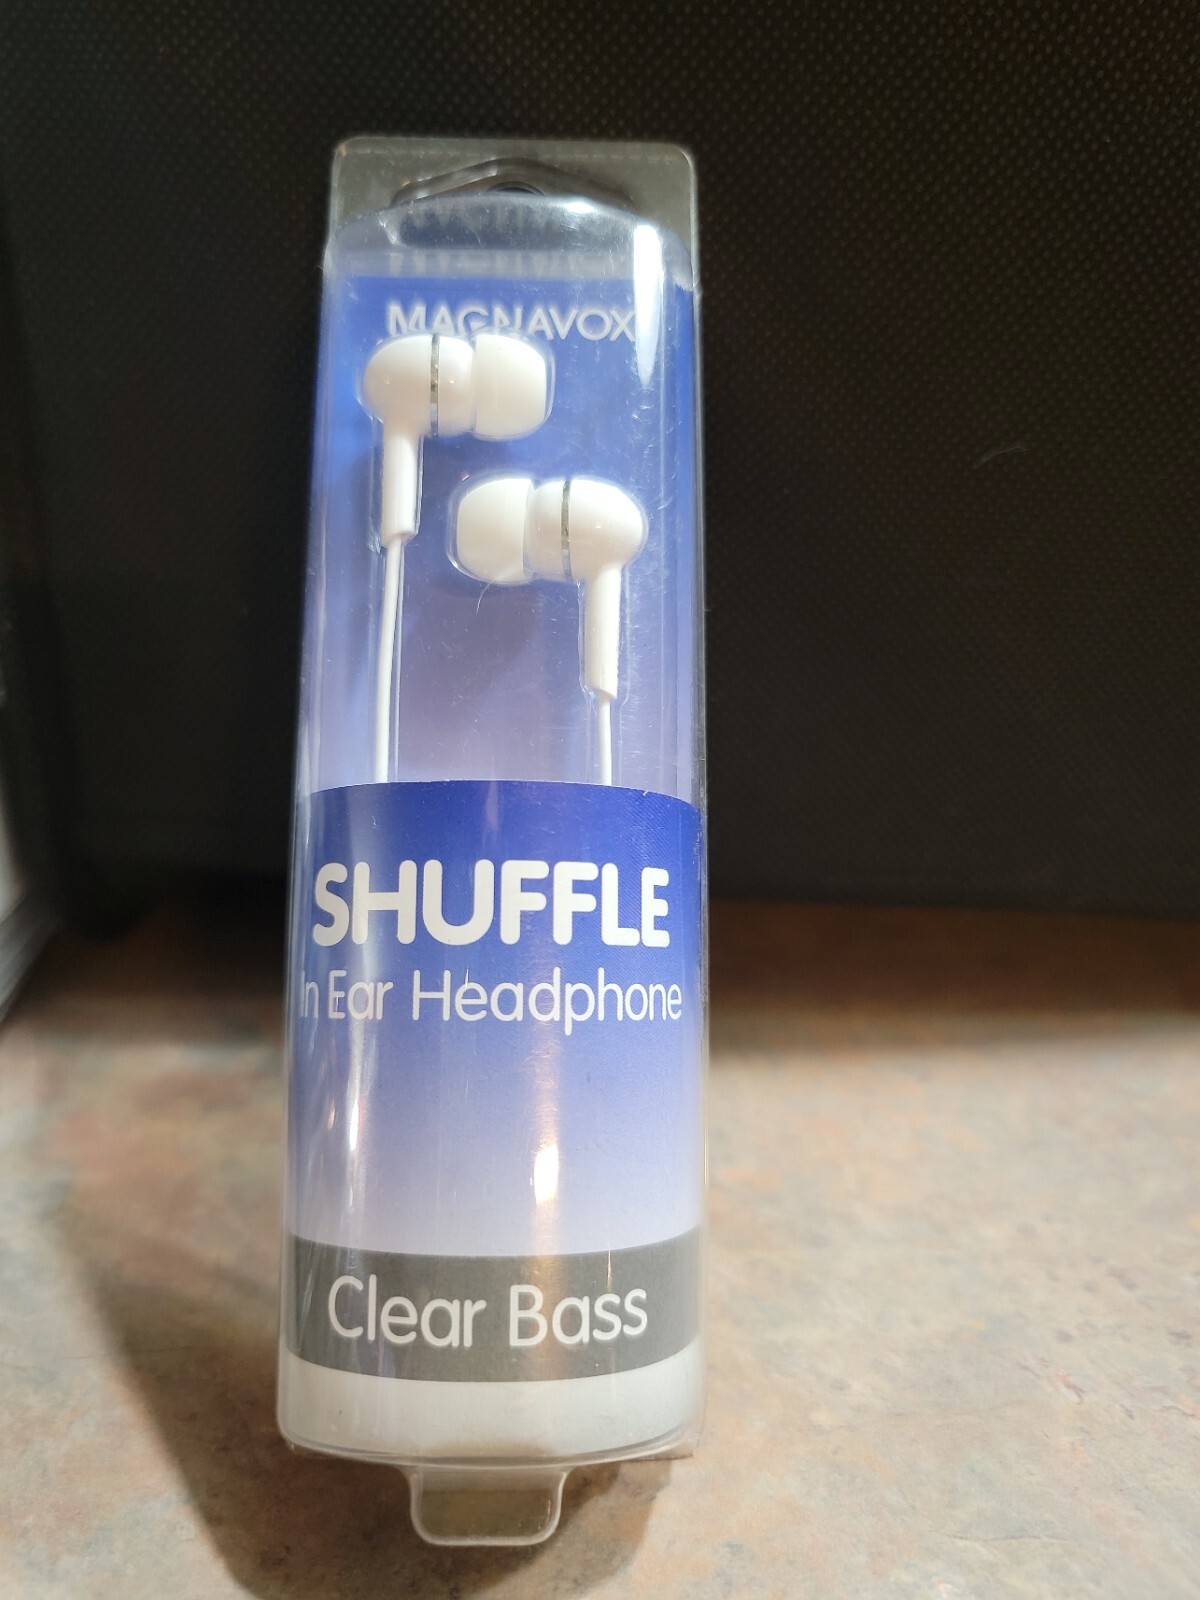 MAGNAVOX
SHUFFLE
In Ear Headphone
Clear Bass